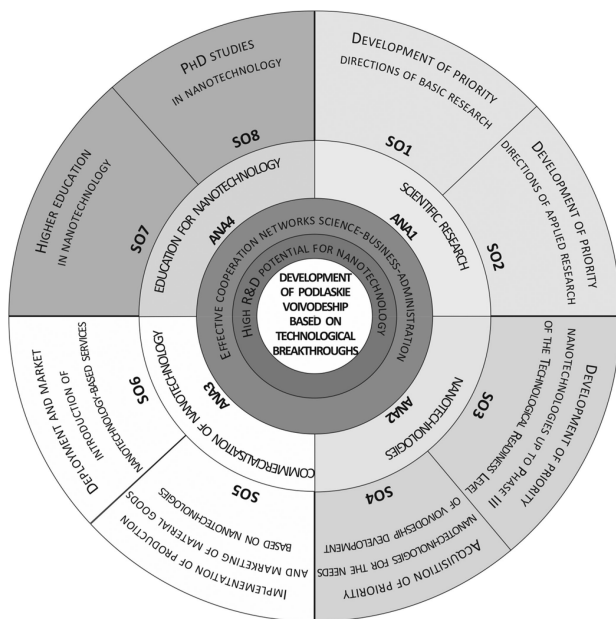 DEVELOPMENT OF PRIORITY
DIRECTIONS OF BASIC RESEARCH
SO1
DEVELOPMENT OF PRIORITY
DIRECTIONS OF APPLIED RESEARCH
SO2
SCIENTIFIC RESEARCH
ANA1
DEVELOPMENT OF PRIORITY
NANOTECHNOLOGIES UP TO PHASE III
OF THE TECHNOLOGICAL READINESS LEVEL
SO3
ACQUISITION OF PRIORITY
NANOTECHNOLOGIES FOR THE NEEDS
OF VOIVODESHIP DEVELOPMENT
SO4
NANOTECHNOLOGIES
ANA2
IMPLEMENTATION OF PRODUCTION
AND MARKETING OF MATERIAL GOODS
BASED ON NANOTECHNOLOGIES
SO5
DEPLOYMENT AND MARKET
INTRODUCTION OF
NANOTECHNOLOGY-BASED SERVICES
SO6
COMMERCIALISATION OF NANOTECHNOLOGY
ANA3
HIGHER EDUCATION
IN NANOTECHNOLOGY
SO7
PHD STUDIES
IN NANOTECHNOLOGY
SO8
EDUCATION FOR NANOTECHNOLOGY
ANA4
EFFECTIVE COOPERATION NETWORKS SCIENCE-BUSINESS-ADMINISTRATION
HIGH R&D POTENTIAL FOR NANOTECHNOLOGY
DEVELOPMENT
OF PODLASKIE
VOIVODESHIP
BASED ON
TECHNOLOGICAL
BREAKTHROUGHS